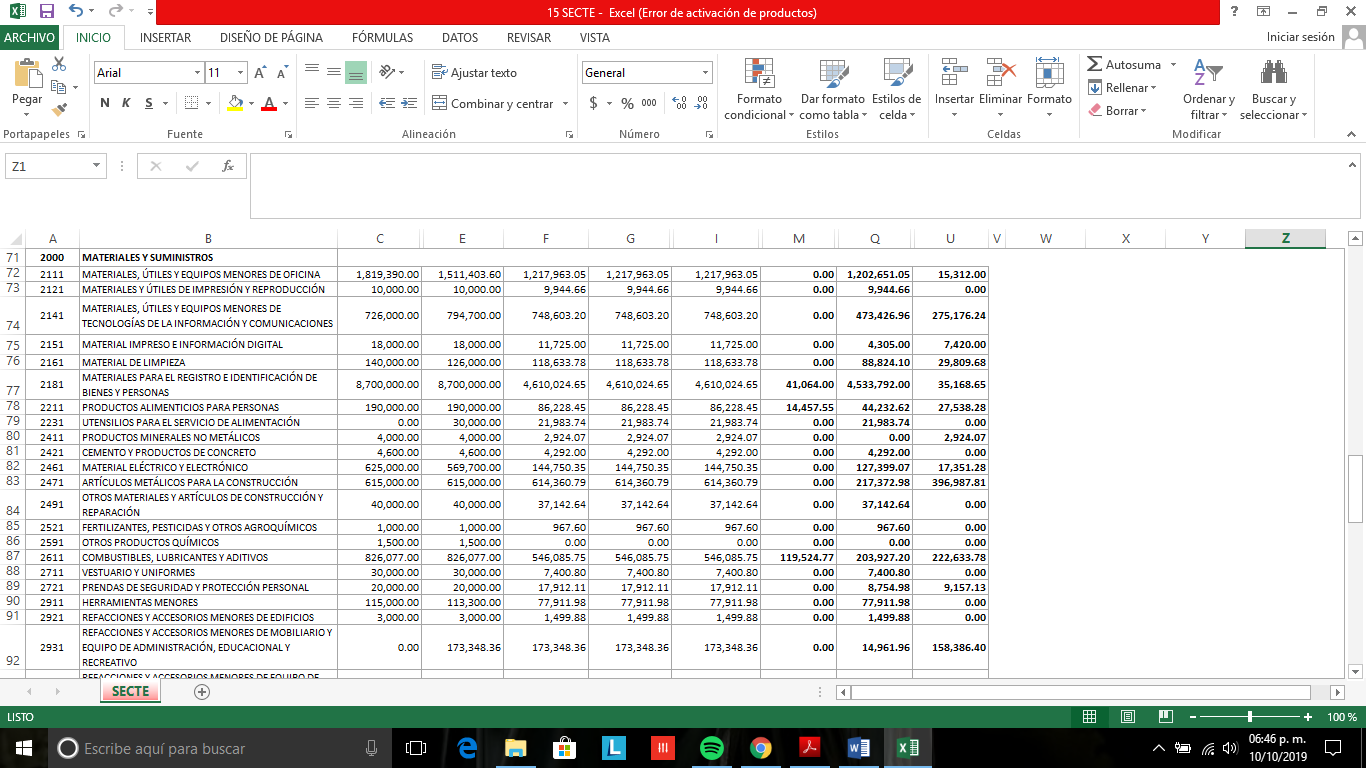 15 SECTE - Excel (Error de activación de productos)
ARCHIVO INICIO INSERTAR DISEÑO DE PÁGINA FÓRMULAS DATOS REVISAR VISTA Iniciar sesión
Arial 11 Ajustar texto General Autosuma
Rellenar
Pegar N K S Combinar y centrar $ % 000 Formato condicional Dar formato como tabla Estilos de celda Insertar Eliminar Formato Borrar Ordenar y filtrar Buscar y seleccionar
Portapapeles Fuente Alineación Número Estilos Celdas Modificar
Z1 fx
A B C E F G I M Q U V W X Y Z
71 2000 MATERIALES Y SUMINISTROS
72 2111 MATERIALES, ÚTILES Y EQUIPOS MENORES DE OFICINA 1,819,390.00 1,511,403.60 1,217,963.05 1,217,963.05 1,217,963.05 0.00 1,202,651.05 15,312.00
73 2121 MATERIALES Y ÚTILES DE IMPRESIÓN Y REPRODUCCIÓN 10,000.00 10,000.00 9,944.66 9,944.66 9,944.66 0.00 9,944.66 0.00
MATERIALES, ÚTILES Y EQUIPOS MENORES DE
74 2141 TECNOLOGÍAS DE LA INFORMACIÓN Y COMUNICACIONES 726,000.00 794,700.00 748,603.20 748,603.20 748,603.20 0.00 473,426.96 275,176.24
75 2151 MATERIAL IMPRESO E INFORMACIÓN DIGITAL 18,000.00 18,000.00 11,725.00 11,725.00 11,725.00 0.00 4,305.00 7,420.00
76 2161 MATERIAL DE LIMPIEZA 140,000.00 126,000.00 118,633.78 118,633.78 118,633.78 0.00 88,824.10 29,809.68
MATERIALES PARA EL REGISTRO E IDENTIFICACIÓN DE
77 2181 BIENES Y PERSONAS 8,700,000.00 8,700,000.00 4,610,024.65 4,610,024.65 4,610,024.65 41,064.00 4,533,792.00 35,168.65
78 2211 PRODUCTOS ALIMENTICIOS PARA PERSONAS 190,000.00 190,000.00 86,228.45 86,228.45 86,228.45 14,457.55 44,232.62 27,538.28
79 2231 UTENSILIOS PARA EL SERVICIO DE ALIMENTACIÓN 0.00 30,000.00 21,983.74 21,983.74 21,983.74 0.00 21,983.74 0.00
80 2411 PRODUCTOS MINERALES NO METÁLICOS 4,000.00 4,000.00 2,924.07 2,924.07 2,924.07 0.00 0.00 2,924.07
81 2421 CEMENTO Y PRODUCTOS DE CONCRETO 4,600.00 4,600.00 4,292.00 4,292.00 4,292.00 0.00 4,292.00 0.00
82 2461 MATERIAL ELÉCTRICO Y ELECTRÓNICO 625,000.00 569,700.00 144,750.35 144,750.35 144,750.35 0.00 127,399.07 17,351.28
83 2471 ARTÍCULOS METÁLICOS PARA LA CONSTRUCCIÓN 615,000.00 615,000.00 614,360.79 614,360.79 614,360.79 0.00 217,372.98 396,987.81
OTROS MATERIALES Y ARTÍCULOS DE CONSTRUCCIÓN Y
84 2491 REPARACIÓN 40,000.00 40,000.00 37,142.64 37,142.64 37,142.64 0.00 37,142.64 0.00
85 2521 FERTILIZANTES, PESTICIDAS Y OTROS AGROQUÍMICOS 1,000.00 1,000.00 967.60 967.60 967.60 0.00 967.60 0.00
86 2591 OTROS PRODUCTOS QUÍMICOS 1,500.00 1,500.00 0.00 0.00 0.00 0.00 0.00 0.00
87 2611 COMBUSTIBLES, LUBRICANTES Y ADITIVOS 826,077.00 826,077.00 546,085.75 546,085.75 546,085.75 119,524.77 203,927.20 222,633.78
88 2711 VESTUARIO Y UNIFORMES 30,000.00 30,000.00 7,400.80 7,400.80 7,400.80 0.00 7,400.80 0.00
89 2721 PRENDAS DE SEGURIDAD Y PROTECCIÓN PERSONAL 20,000.00 20,000.00 17,912.11 17,912.11 17,912.11 0.00 8,754.98 9,157.13
90 2911 HERRAMIENTAS MENORES 115,000.00 113,300.00 77,911.98 77,911.98 77,911.98 0.00 77,911.98 0.00
91 2921 REFACCIONES Y ACCESORIOS MENORES DE EDIFICIOS 3,000.00 3,000.00 1,499.88 1,499.88 1,499.88 0.00 1,499.88 0.00
REFACCIONES Y ACCESORIOS MENORES DE MOBILIARIO Y
2931 EQUIPO DE ADMINISTRACIÓN, EDUCACIONAL Y 0.00 173,348.36 173,348.36 173,348.36 173,348.36 0.00 14,961.96 158,386.40
92 RECREATIVO
REFACCIONES Y ACCESORIOS MENORES DE EQUIPO DE
SECTE
LISTO 100 %
Escribe aquí para buscar 06:46 p. m.
10/10/2019